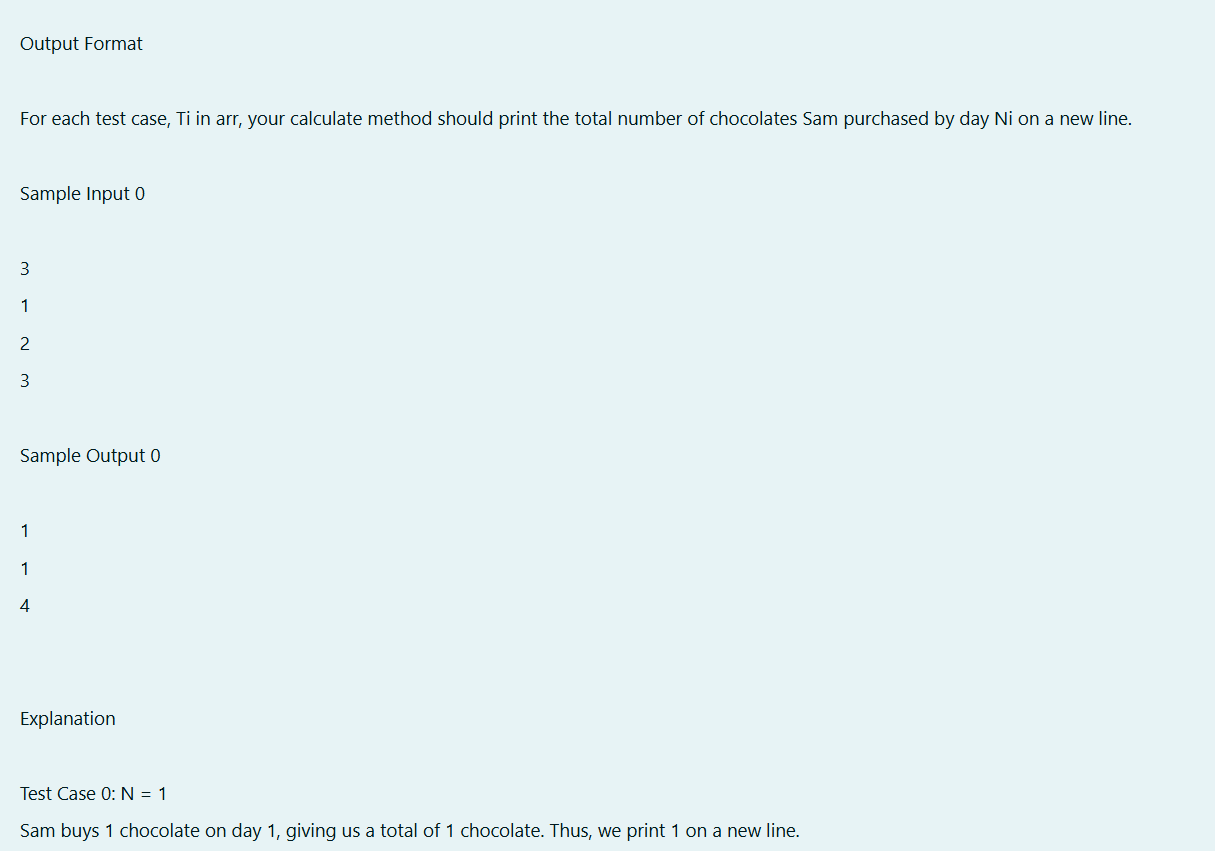 Output Format
For each test case, Ti in arr, your calculate method should print the total number of chocolates Sam purchased by day Ni on a new line.
Sample Input 0
3
1
2
3
Sample Output 0
1
1
4
Explanation
Test Case 0: N = 1
Sam buys 1 chocolate on day 1, giving us a total of 1 chocolate. Thus, we print 1 on a new line.